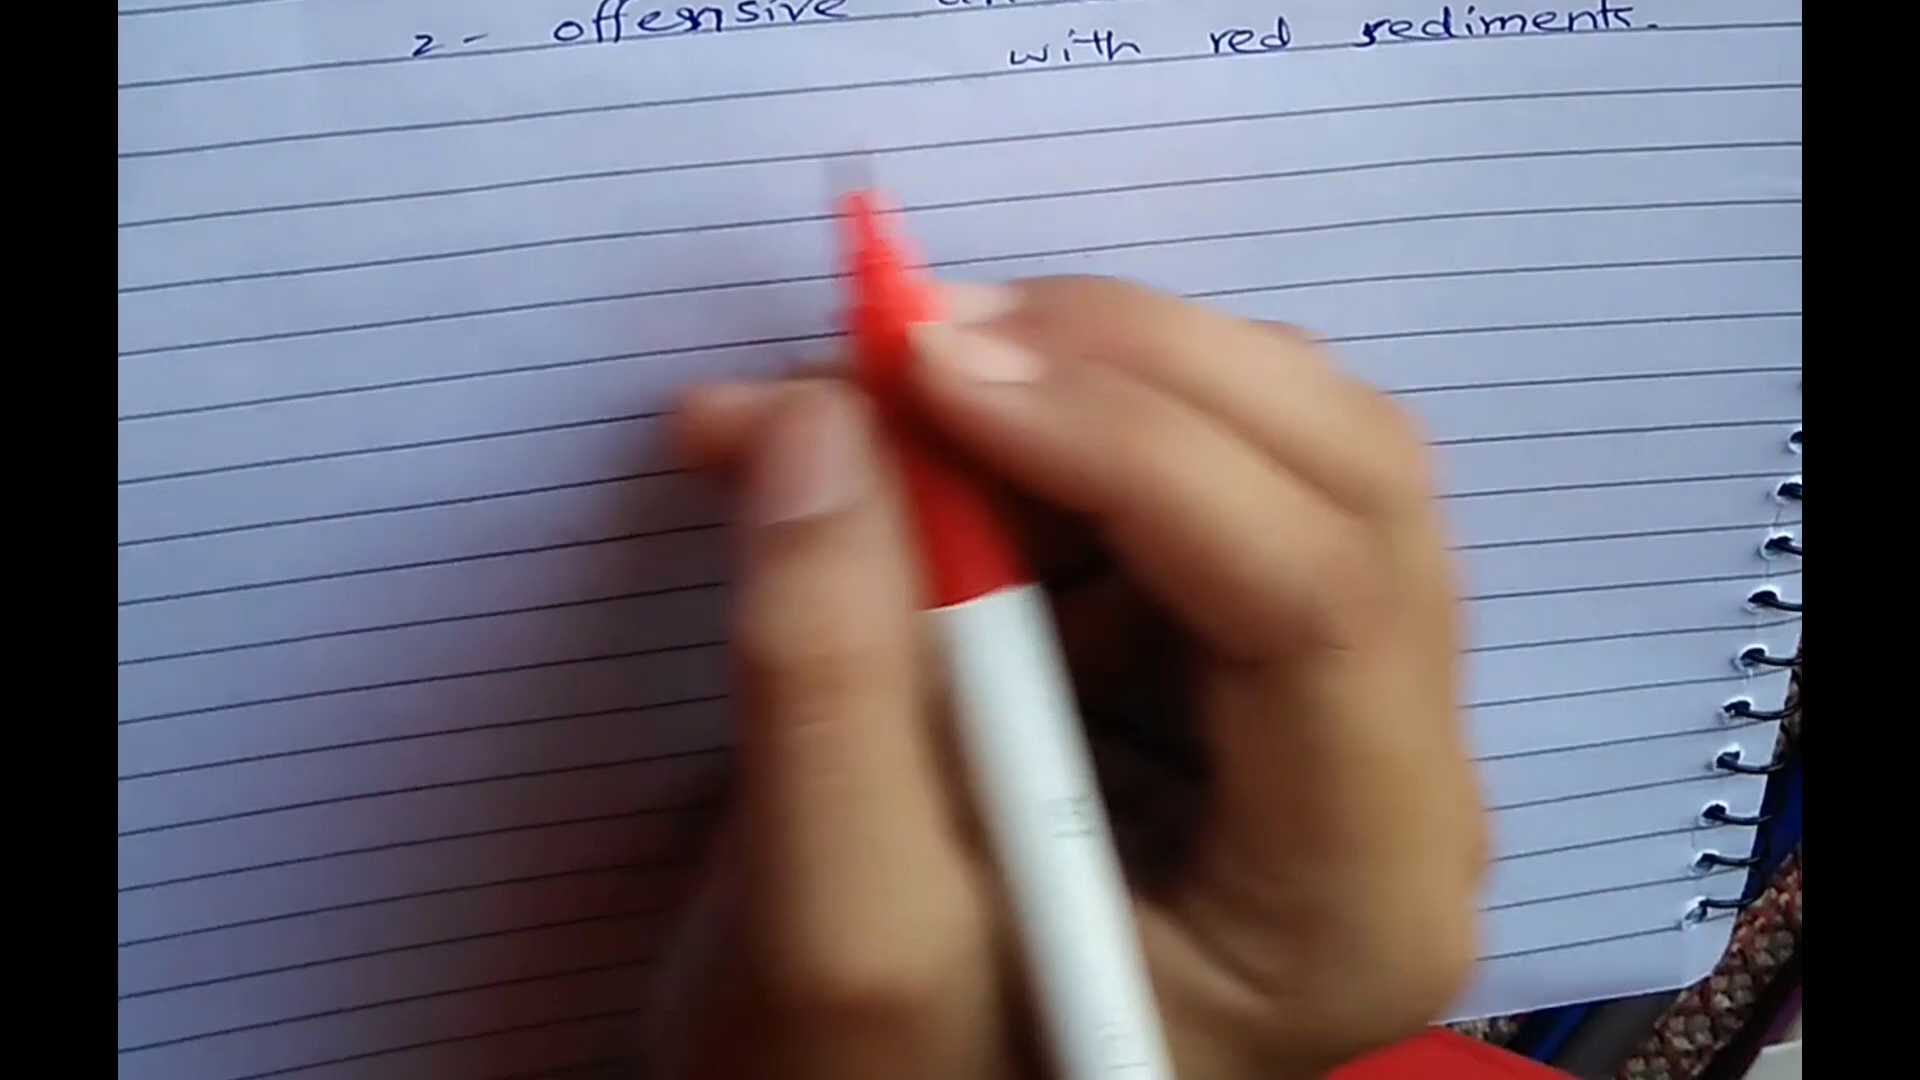 2 - offensive
with red sediments.